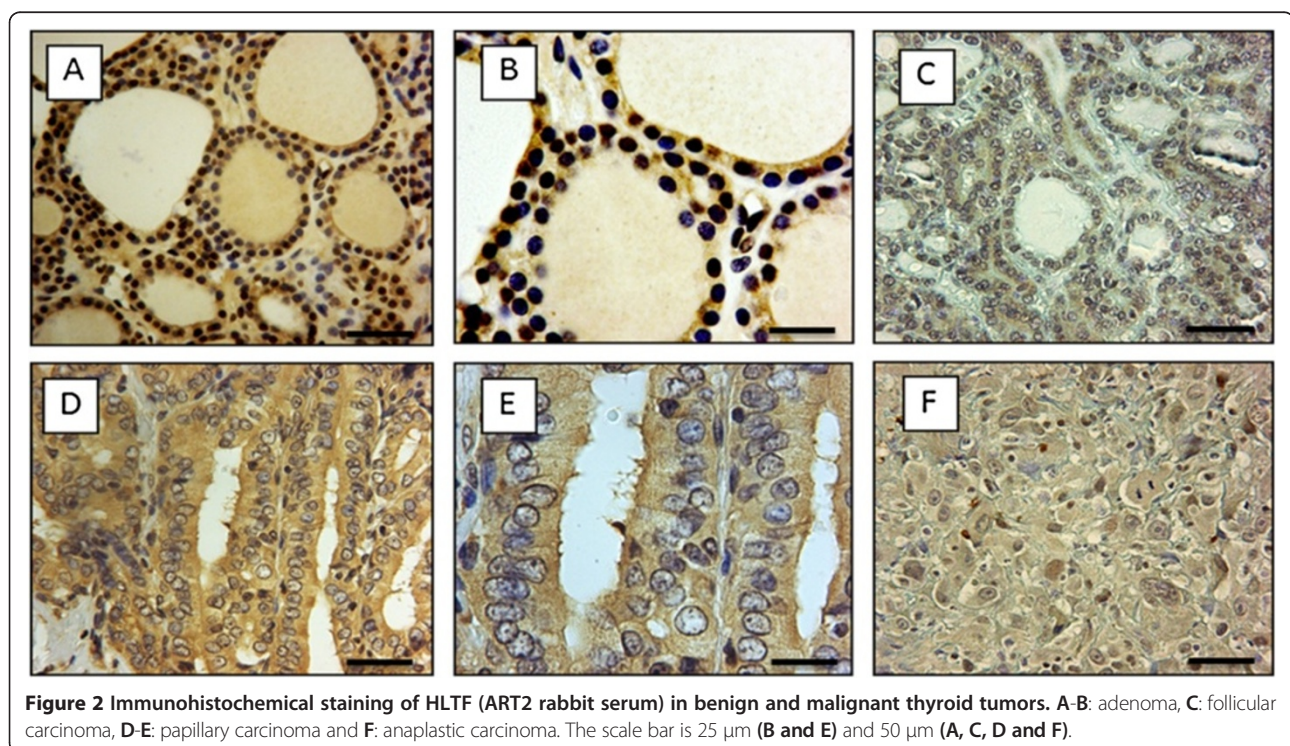 A
B
C
D
E
F
Figure 2 Immunohistochemical staining of HLTF (ART2 rabbit serum) in benign and malignant thyroid tumors. A-B: adenoma, C: follicular
carcinoma, D-E: papillary carcinoma and F: anaplastic carcinoma. The scale bar is 25 μm (B and E) and 50 μm (A, C, D and F).